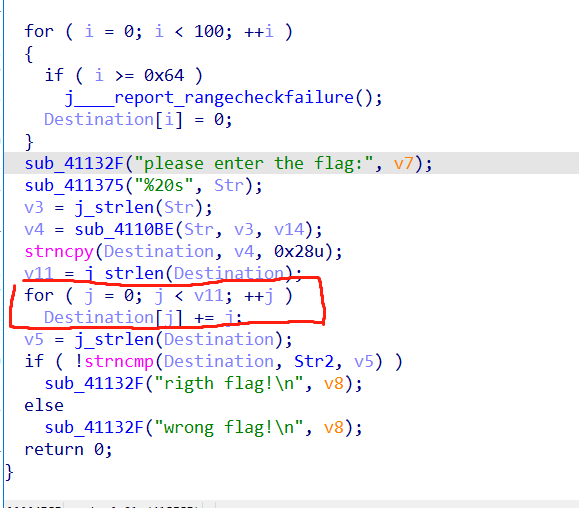 for ( i = 0; i < 100; ++i )
{
if ( i >= 0x64 )
j____report_rangecheckfailure();
Destination[i] = 0;
}
sub_41132F("please enter the flag:", v7);
sub_411375("%20s", Str);
v3 = j_strlen(Str);
v4 = sub_4110BE(Str, v3, v14);
strncpy(Destination, v4, 0x28u);
v11 = j_strlen(Destination);
for ( j = 0; j < v11; ++j )
Destination[j] += j;
v5 = j_strlen(Destination);
if ( !strncmp(Destination, Str2, v5) )
sub_41132F("rigth flag!\n", v8);
else
sub_41132F("wrong flag!\n", v8);
return 0;
}